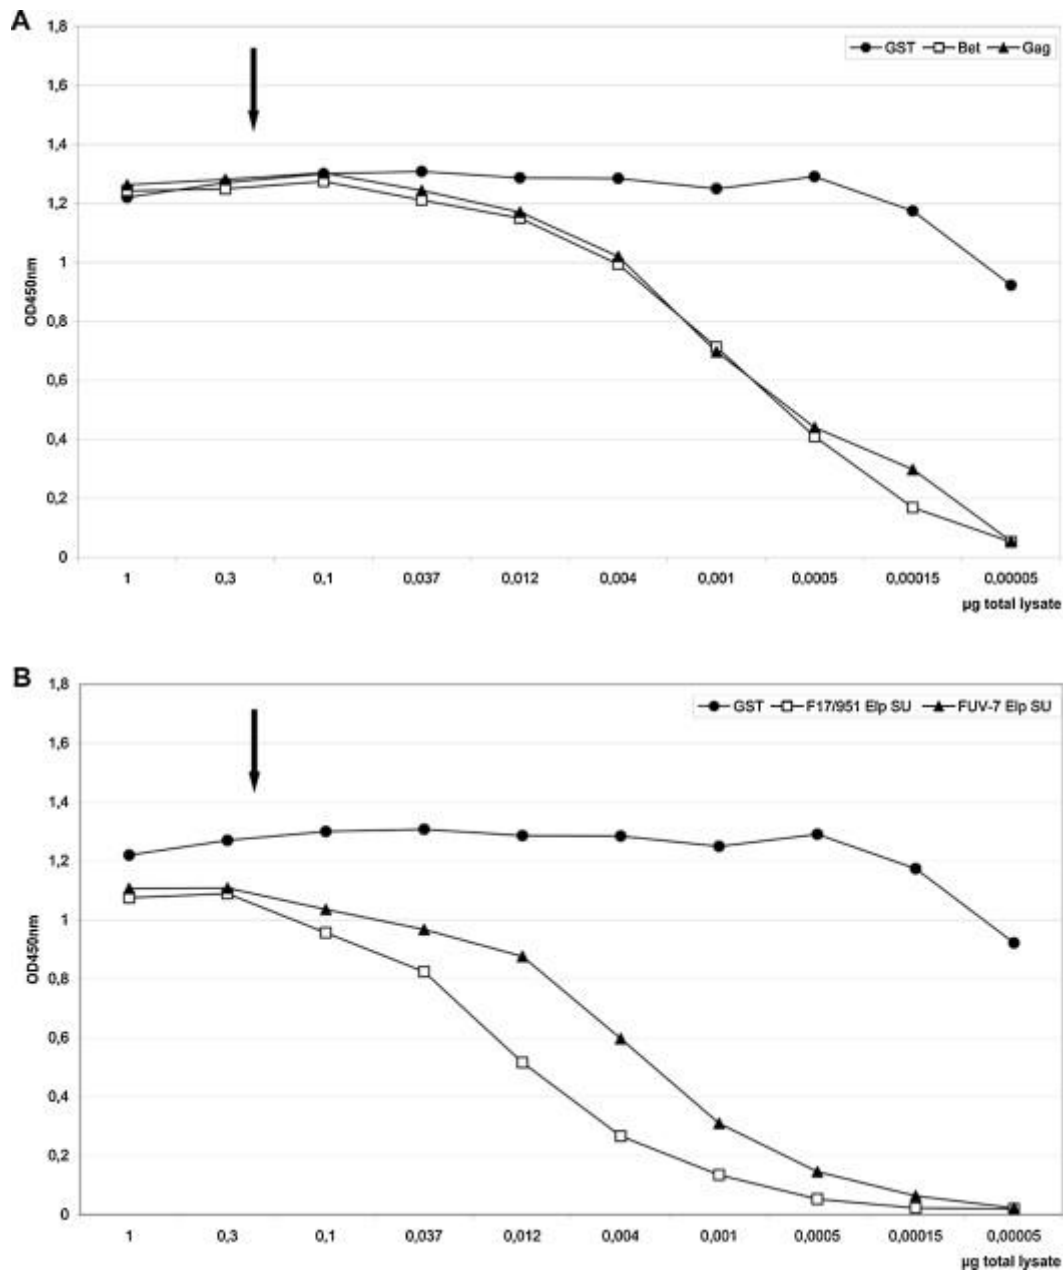 A
1,8
GST Bet Gag
1,6
1,4
1,2
1
OD450nm
0,8
0,6
0,4
0,2
0
1 0,3 0,1 0,037 0,012 0,004 0,001 0,0005 0,00015 0,00005
µg total lysate
B
1,8
GST F17/951 Elp SU FUV-7 Elp SU
1,6
1,4
1,2
1
OD450nm
0,8
0,6
0,4
0,2
0
1 0,3 0,1 0,037 0,012 0,004 0,001 0,0005 0,00015 0,00005
µg total lysate